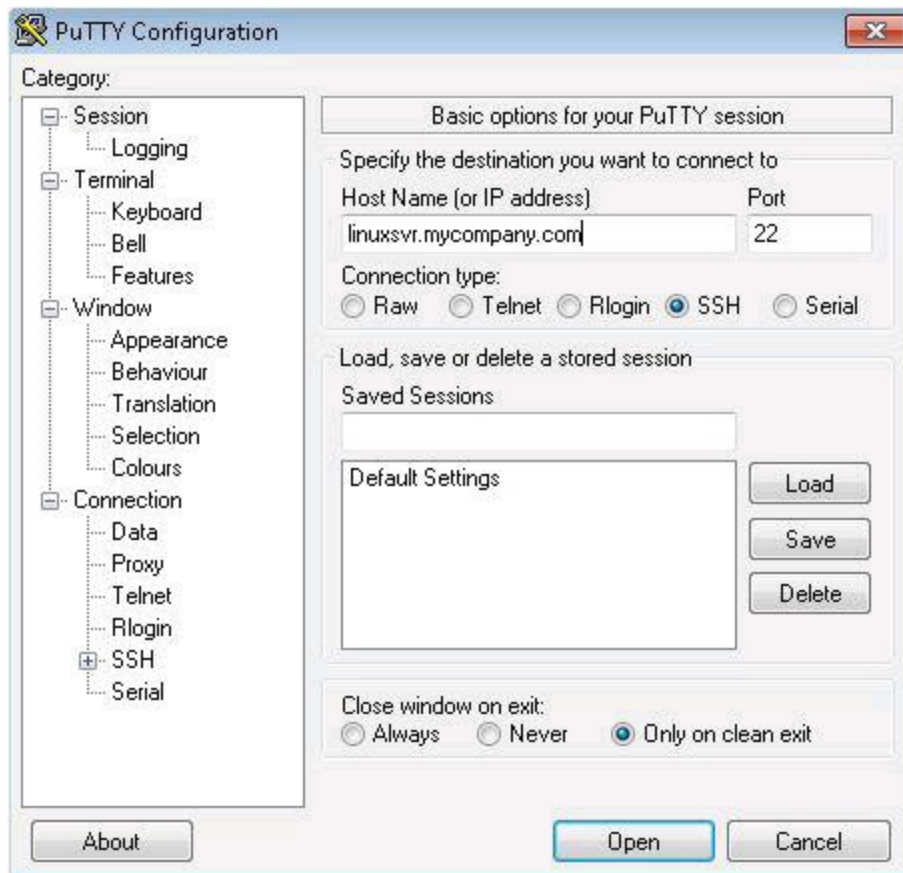 PuTTY Configuration
Category:
Session
Logging
Terminal
Keyboard
Bell
Features
Window
Appearance
Behaviour
Translation
Selection
Colours
Connection
Data
Proxy
Telnet
Rlogin
SSH
Serial
Basic options for your PuTTY session
Specify the destination you want to connect to
Host Name (or IP address) Port
linuxsvr.mycompany.com 22
Connection type:
Raw Telnet Rlogin SSH Serial
Load, save or delete a stored session
Saved Sessions
Default Settings
Load
Save
Delete
Close window on exit:
Always Never Only on clean exit
About Open Cancel